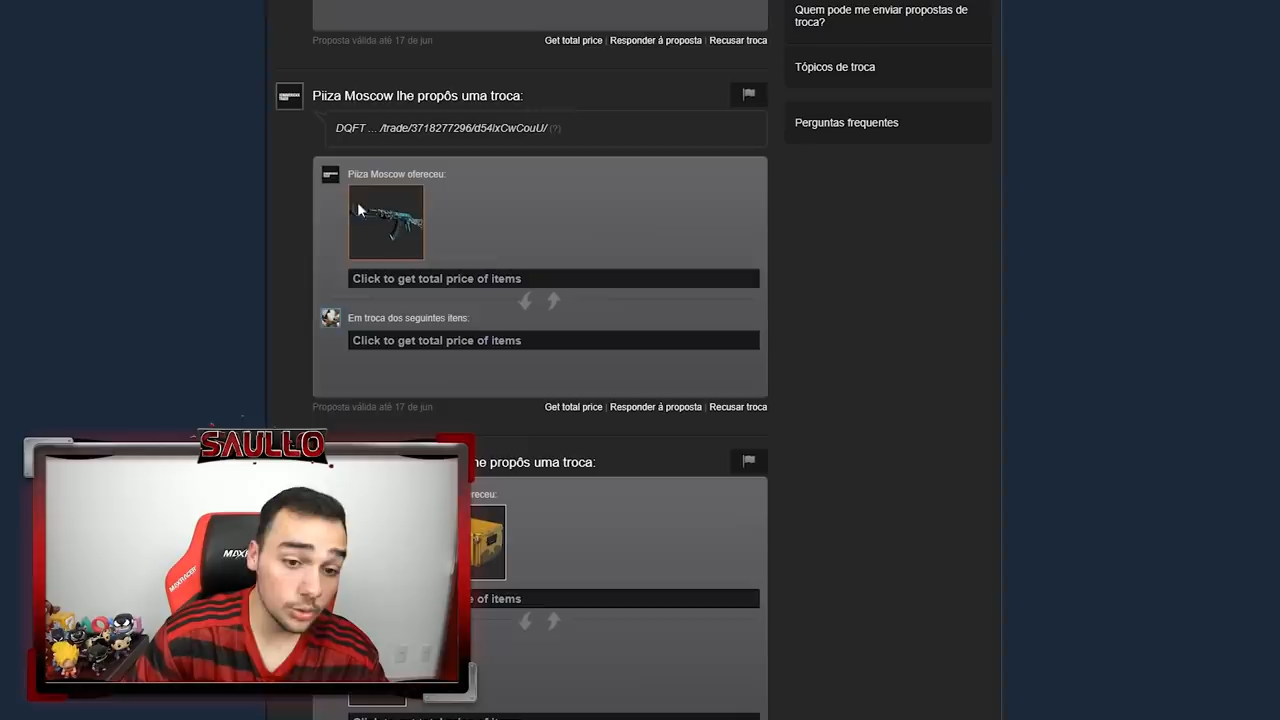 Quem pode me enviar propostas de
troca?
Proposta válida até 17 de jun
Get total price | Responder à proposta | Recusar troca
Tópicos de troca
Piiza Moscow lhe propôs uma troca:
Perguntas frequentes
DQFT ... /trade/3718277296/d54lxCwCouU/ (?)
Piiza Moscow ofereceu:
Click to get total price of items
Em troca dos seguintes itens:
Click to get total price of items
Proposta válida até 17 de jun
Get total price | Responder à proposta | Recusar troca
SAULLO
he propôs uma troca:
receu:
e of items
MAXRACER